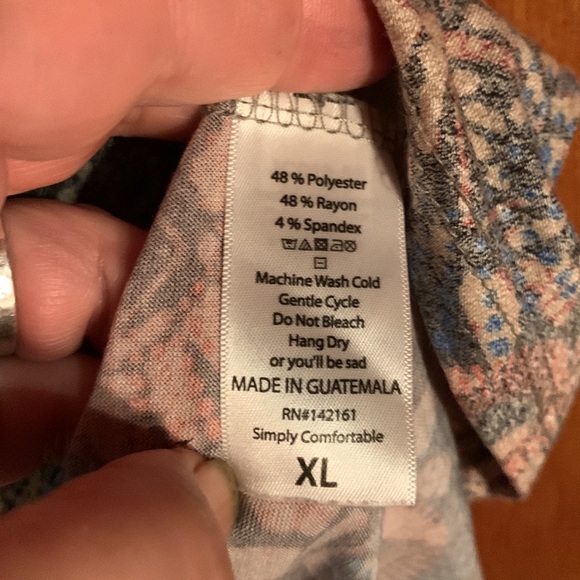 48 % Polyester
48 % Rayon
4 % Spandex
Machine Wash Cold
Gentle Cycle
Do Not Bleach
Hang Dry
or you'll be sad
MADE IN GUATEMALA
RN#142161
Simply Comfortable
XL